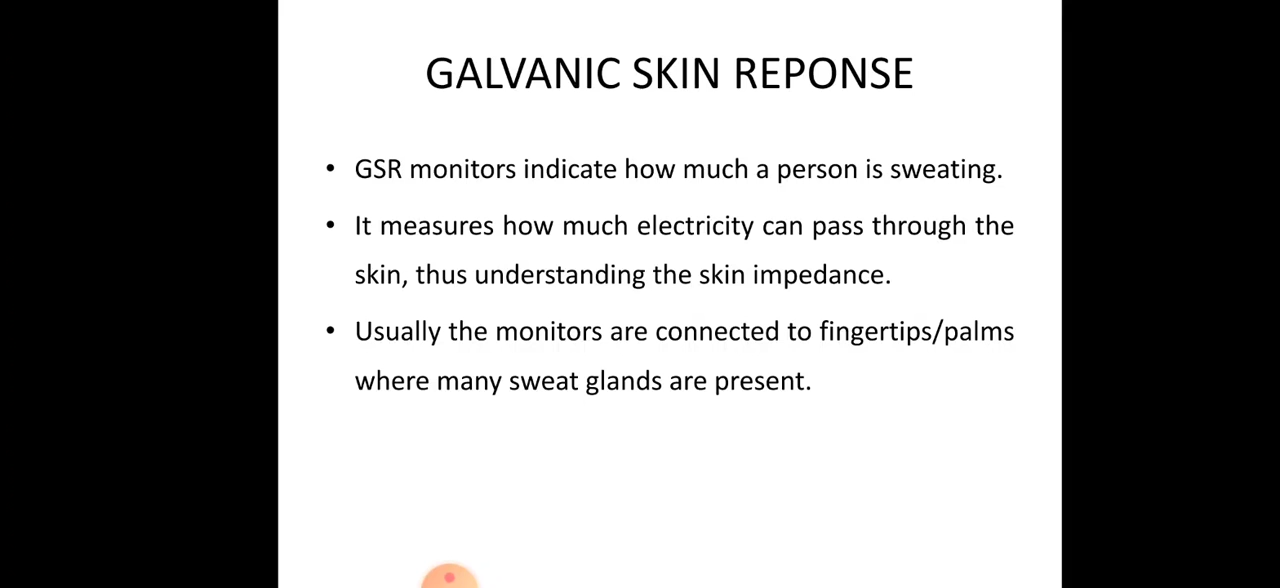 GALVANIC SKIN REPONSE
• GSR monitors indicate how much a person is sweating.
• It measures how much electricity can pass through the
skin, thus understanding the skin impedance.
• Usually the monitors are connected to fingertips/palms
where many sweat glands are present.